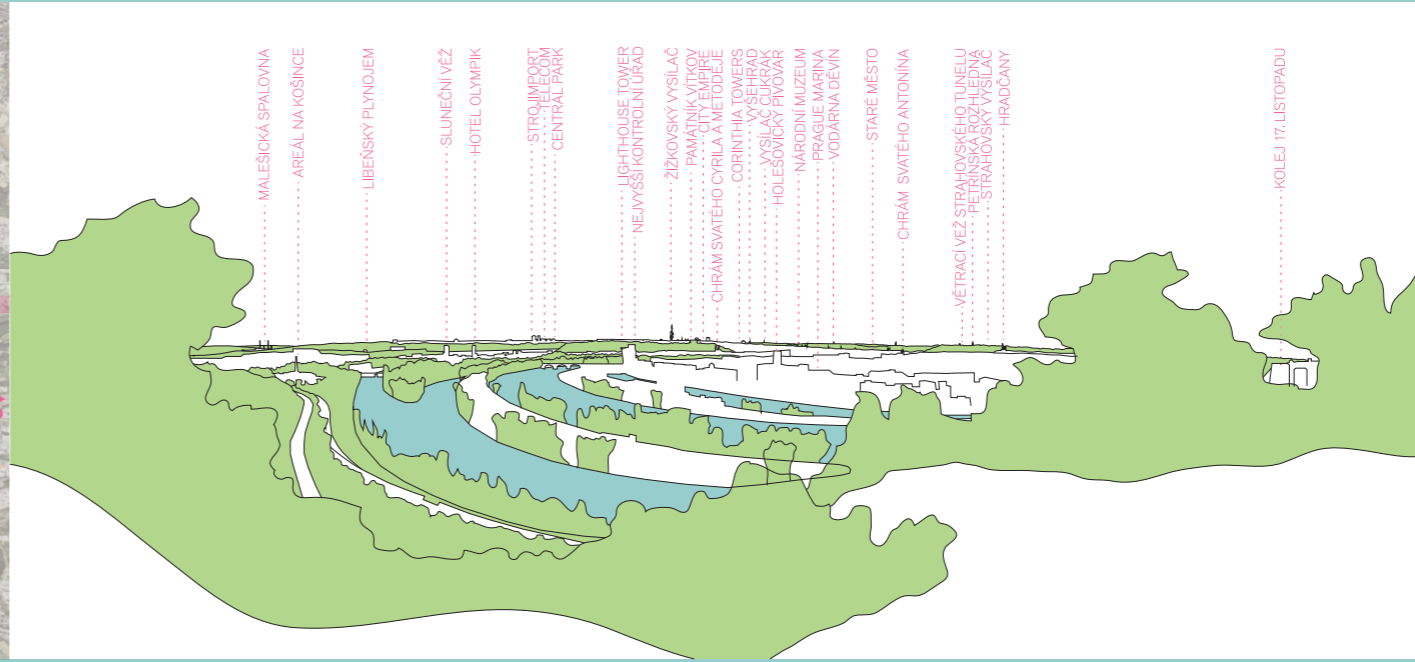 MALEŠICKÁ SPALOVNA
AREÁL NA KOŠINCE
LIBEŇSKÝ PLYNOJEM
SLUNEČNÍ VĚŽ
HOTEL OLYMPIK
STROJIMPORT
TELECOM
CENTRAL PARK
LIGHTHOUSE TOWER
NEJVYŠŠÍ KONTROLNÍ ÚŘAD
ŽIŽKOVSKÝ VYSÍLAČ
PAMÁTNÍK VÍTKOV
CITY EMPIRE
CHRÁM SVATÉHO CYRILA A METODĚJE
CORINTHIA TOWERS
VYŠEHRAD
VYSÍLAČ CUKRÁK
HOLEŠOVICKÝ PIVOVAR
NÁRODNÍ MUZEUM
PRAGUE MARINA
VODÁRNA DĚVÍN
STARÉ MĚSTO
CHRÁM SVATÉHO ANTONÍNA
VĚTRACÍ VĚŽ STRAHOVSKÉHO TUNELU
PETŘÍNSKÁ ROZHLEDNA
STRAHOVSKÝ VYSÍLAČ
HRADČANY
KOLEJ 17. LISTOPADU